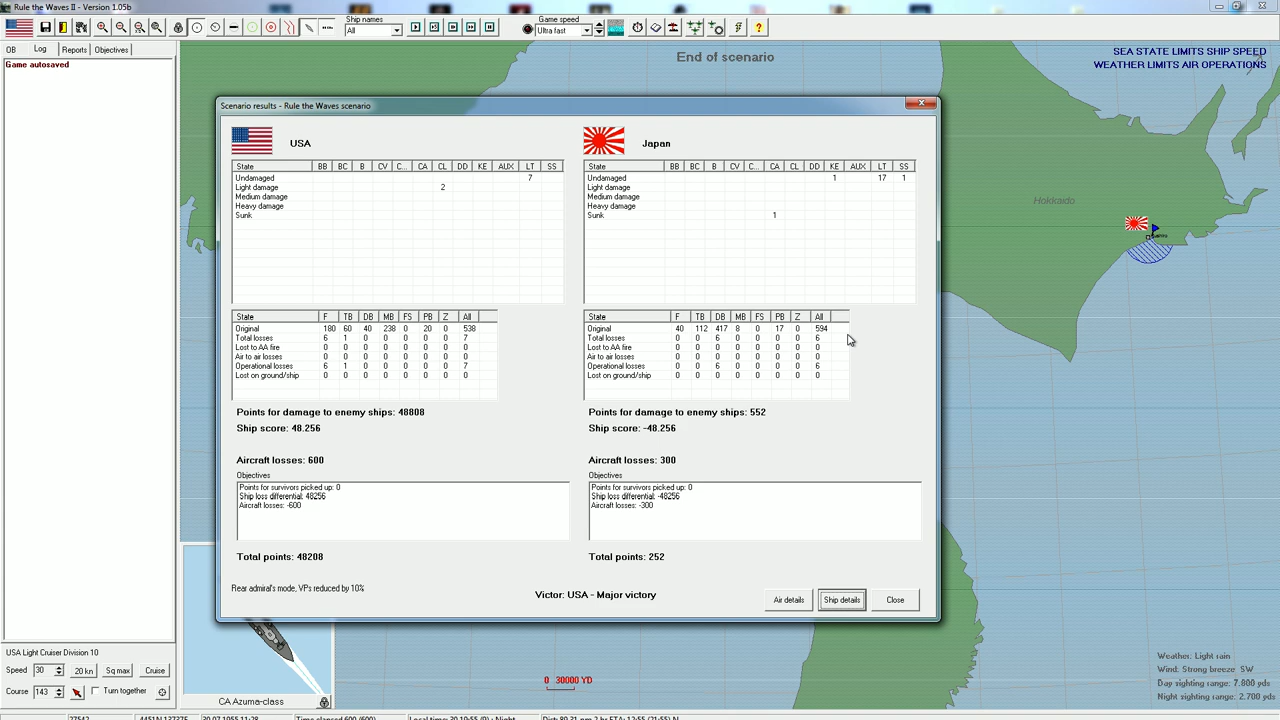 Rule the Waves II - Version 1.05b
Ship names
All
Game speed
Ultra fast
OB Log Reports Objectives
Game autosaved
End of scenario
SEA STATE LIMITS SHIP SPEED
WEATHER LIMITS AIR OPERATIONS
Hokkaido
Scenario results - Rule the Waves scenario
USA
State BB BC B CV C... CA CL DD KE AUX LT SS
Undamaged 7
Light damage 2
Medium damage
Heavy damage
Sunk
Japan
State BB BC B CV C... CA CL DD KE AUX LT SS
Undamaged 1 17 1
Light damage
Medium damage
Heavy damage
Sunk 1
State F TB DB MB FS PB Z All
Original 180 60 40 238 0 20 0 538
Total losses 6 1 0 0 0 0 0 7
Lost to AA fire 0 0 0 0 0 0 0 0
Air to air losses 0 0 0 0 0 0 0 0
Operational losses 6 1 0 0 0 0 0 7
Lost on ground/ship 0 0 0 0 0 0 0 0
State F TB DB MB FS PB Z All
Original 40 112 417 8 0 17 0 594
Total losses 0 0 6 0 0 0 0 6
Lost to AA fire 0 0 0 0 0 0 0 0
Air to air losses 0 0 0 0 0 0 0 0
Operational losses 0 0 6 0 0 0 0 6
Lost on ground/ship 0 0 0 0 0 0 0 0
Points for damage to enemy ships: 48808
Ship score: 48.256
Aircraft losses: 600
Objectives
Points for survivors picked up: 0
Ship loss differential: 48256
Aircraft losses: -600
Total points: 48208
Points for damage to enemy ships: 552
Ship score: -48.256
Aircraft losses: 300
Objectives
Points for survivors picked up: 0
Ship loss differential: -48256
Aircraft losses: -300
Total points: 252
Rear admiral's mode, VPs reduced by 10%
Victor: USA - Major victory
Air details
Ship details
Close
USA Light Cruiser Division 10
Speed 30 20 kn Sq max Cruise
Course 143 Turn together
CA Azuma-class
0 30000 YD
Weather: Light rain
Wind: Strong breeze SW
Day sighting range: 7.800 yds
Night sighting range: 2.700 pds